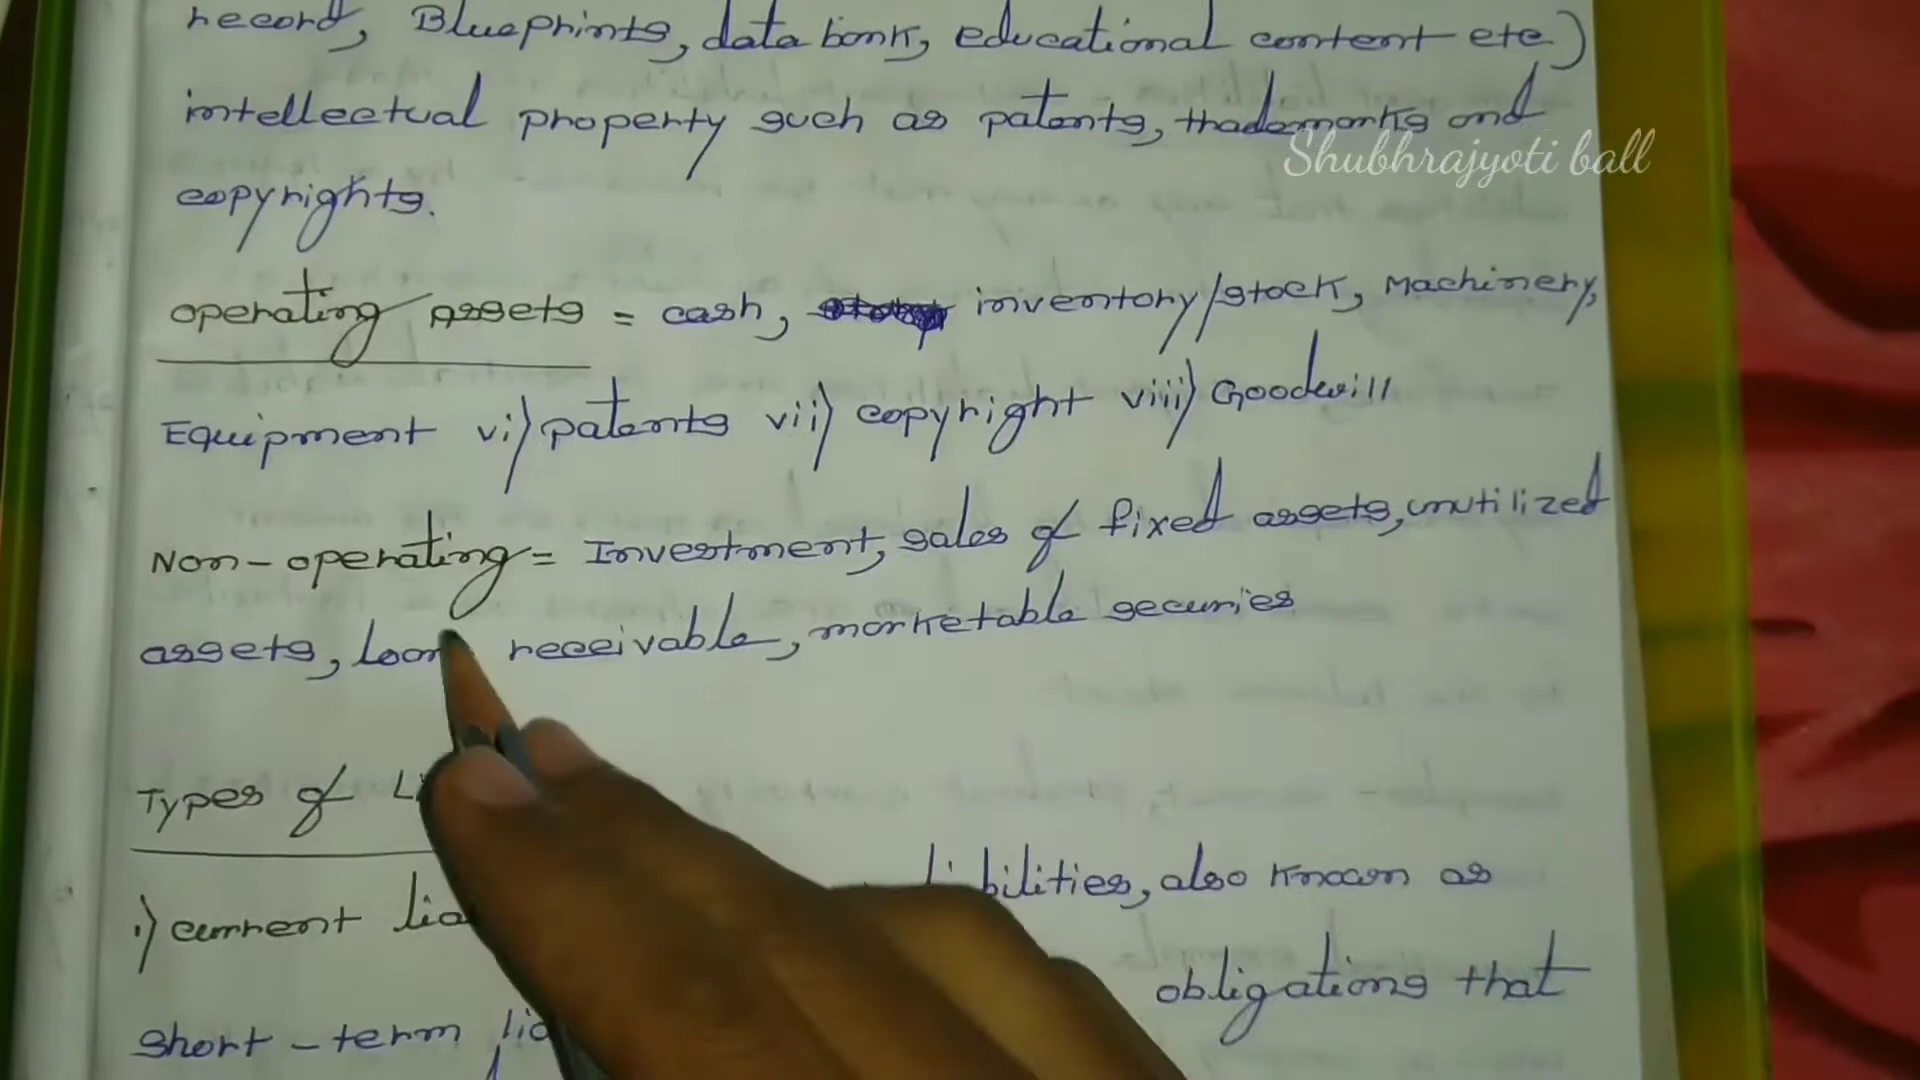 record, Blueprints, data bank, educational content etc)
intellectual property such as patents, trademarks and
Shubhrajyoti ball
copyrights.
operating Assets = cash, inventory/stock, Machinery,
Equipment vi) patents vii) copyright viii) Goodwill
Non-operating = Investment, sales of fixed assets, unutilized
assets, loan receivable, marketable securies
Types of
i) current also known as
short-term obligations that